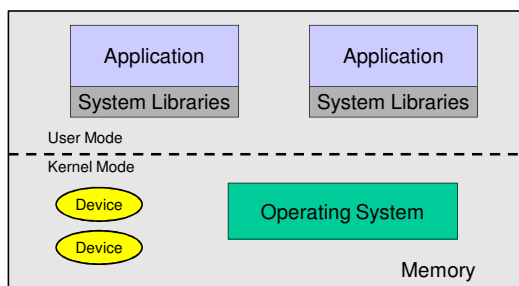 Application
Application
System Libraries
System Libraries
User Mode
Kernel Mode
Device
Operating System
Device
Memory